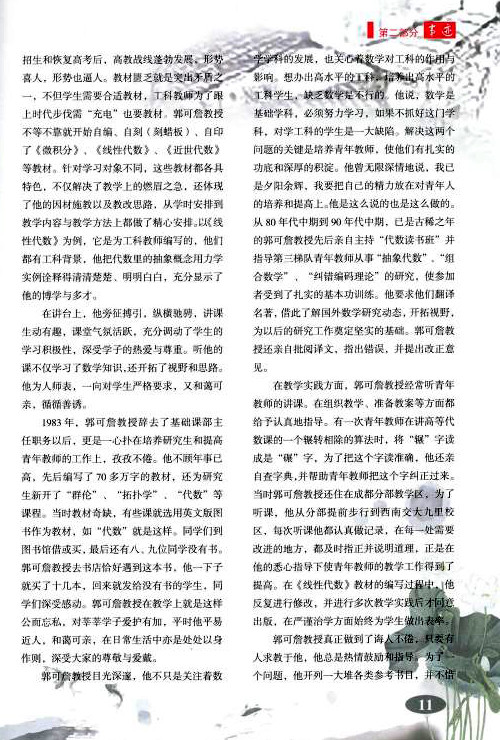 第二部分 事迹
招生和恢复高考后，高教战线蓬勃发展，形势
喜人，形势也逼人。教材匮乏就是突出矛盾之
一，不但学生需要合适教材，工科教师为了跟
上时代步伐需“充电”也要教材。郭可詹教授
不等不靠就开始自编、自刻（刻蜡板）、自印
了《微积分》、《线性代数》、《近世代数》
等教材。针对学习对象不同，这些教材都各具
特色，不仅解决了教学上的燃眉之急，还体现
了他的因材施教以及教改思路，从学时安排到
教学内容与教学方法上都做了精心安排。以《线
性代数》为例，它是为工科教师编写的，他们
都有工科背景，他把代数里的抽象概念用力学
实例诠释得清清楚楚、明明白白，充分显示了
他的博学与多才。
在讲台上，他旁征搏引，纵横驰骋，讲课
生动有趣，课堂气氛活跃，充分调动了学生的
学习积极性，深受学子的热爱与尊重。听他的
课不仅学习了数学知识，还开拓了视野和思路。
他为人师表，一向对学生严格要求，又和蔼可
亲，循循善诱。
1983 年，郭可詹教授辞去了基础课部主
任职务以后，更是一心扑在培养研究生和提高
青年教师的工作上，孜孜不倦。他不顾年事已
高，先后编写了 70 多万字的教材，还为研究
生新开了“群伦”、“拓扑学”、“代数”等
课程。当时教材奇缺，有些课就选用英文版图
书作为教材，如“代数”就是这样。同学们到
图书馆借或买，最后还有八、九位同学没有书。
郭可詹教授去书店恰好遇到这本书，他一下子
就买了十几本，回来就发给没有书的学生，同
学们深受感动。郭可詹教授在教学上就是这样
公而忘私，对莘莘学子爱护有加，平时他平易
近人，和蔼可亲，在日常生活中亦是处处以身
作则，深受大家的尊敬与爱戴。
郭可詹教授目光深邃，他不只是关注着数
学学科的发展，也关心着数学对工科的作用与
影响。想办出高水平的工科，培养出高水平的
工科学生，缺乏数学是不行的。他说，数学是
基础学科，必须努力学习，如果不抓好这门学
科，对学工科的学生是一大缺陷。解决这两个
问题的关键是培养青年教师，使他们有扎实的
功底和深厚的积淀。他曾无限深情地说，我已
是夕阳余辉，我要把自己的精力放在对青年人
的培养和提高上。他是这么说的也是这么做的。
从 80 年代中期到 90 年代中期，已是古稀之年
的郭可詹教授先后亲自主持“代数读书班”并
指导第三梯队青年教师从事“抽象代数”、“组
合数学”、“纠错编码理论”的研究，使参加
者受到了扎实的基本功训练。他要求他们翻译
名著，借此了解国外数学研究动态，开拓视野，
为以后的研究工作奠定坚实的基础。郭可詹教
授还亲自批阅译文，指出错误，并提出改正意
见。
在教学实践方面，郭可詹教授经常听青年
教师的讲课。在组织教学、准备教案等方面都
给予认真地指导。有一次青年教师在讲高等代
数课的一个辗转相除的算法时，将“辗”字读
成是“碾”字，为了把这个字读准确，他还亲
自查字典，并帮助青年教师把这个字纠正过来。
当时郭可詹教授还住在成都分部教学区，为了
听课，他从分部提前步行到西南交大九里校
区，每次听课他都认真做记录，在每一处需要
改进的地方，都及时指正并说明道理，正是在
他的悉心指导下使青年教师的教学工作得到了
提高。在《线性代数》教材的编写过程中，他
反复进行修改，并进行多次教学实践后才同意
出版，在严谨治学方面始终为学生做出表率。
郭可詹教授真正做到了诲人不倦，只要有
人求教于他，他总是热情鼓励和指导。为了一
个问题，他开列一大堆各类参考书目，并不惜
11